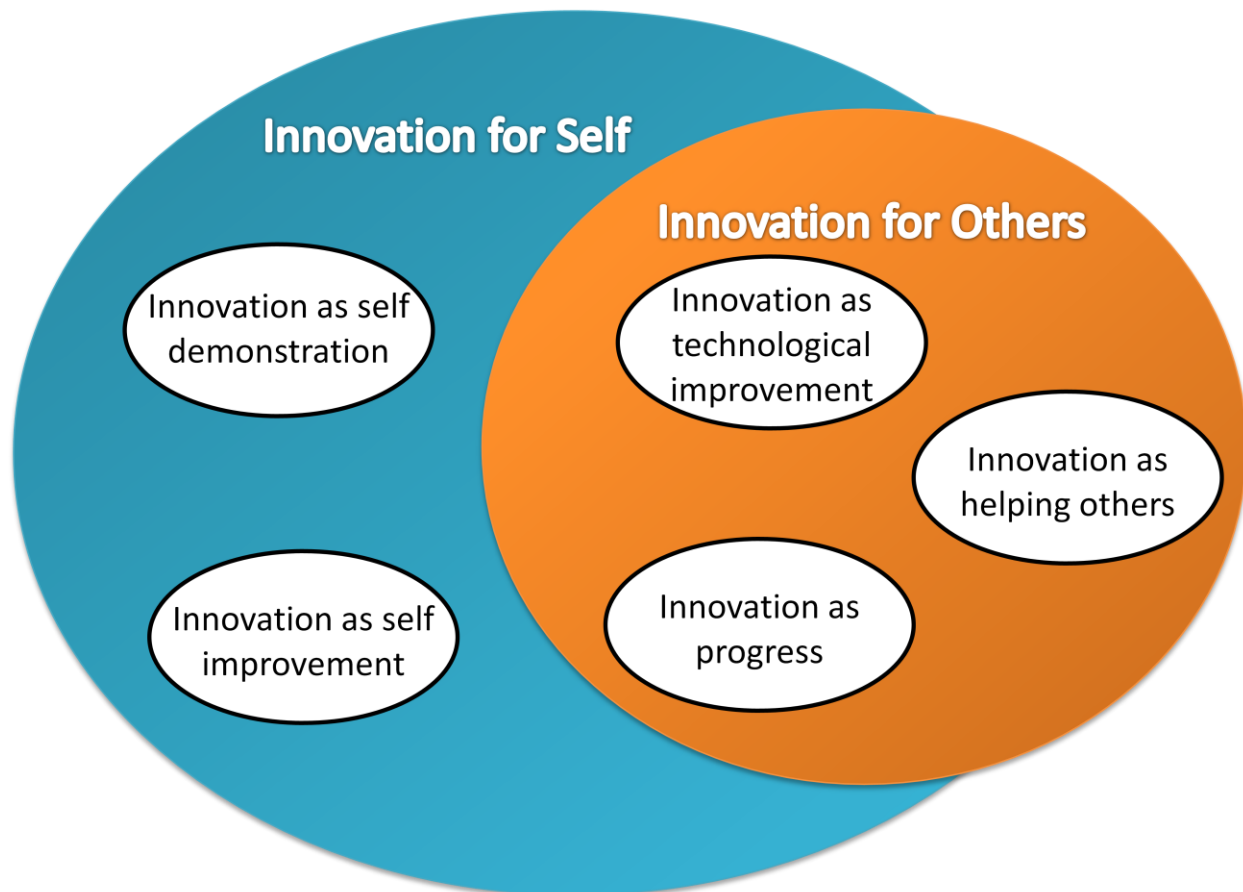 Innovation for Self
Innovation for Others
Innovation as self
demonstration
Innovation as
technological
improvement
Innovation as
helping others
Innovation as self
improvement
Innovation as
progress